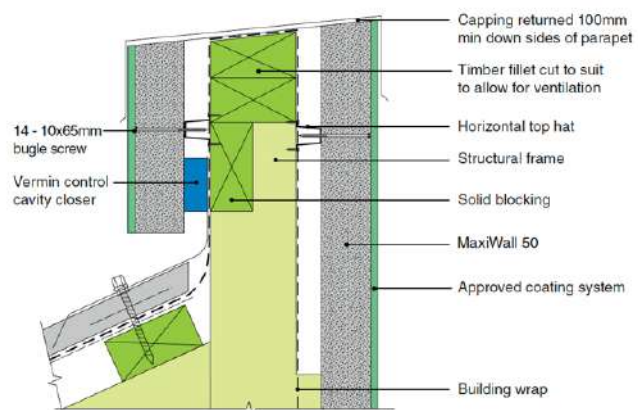 Capping returned 100mm
min down sides of parapet
Timber fillet cut to suit
to allow for ventilation
14 - 10x65mm
bugle screw
Horizontal top hat
Structural frame
Vermin control
cavity closer
Solid blocking
MaxiWall 50
Approved coating system
Building wrap